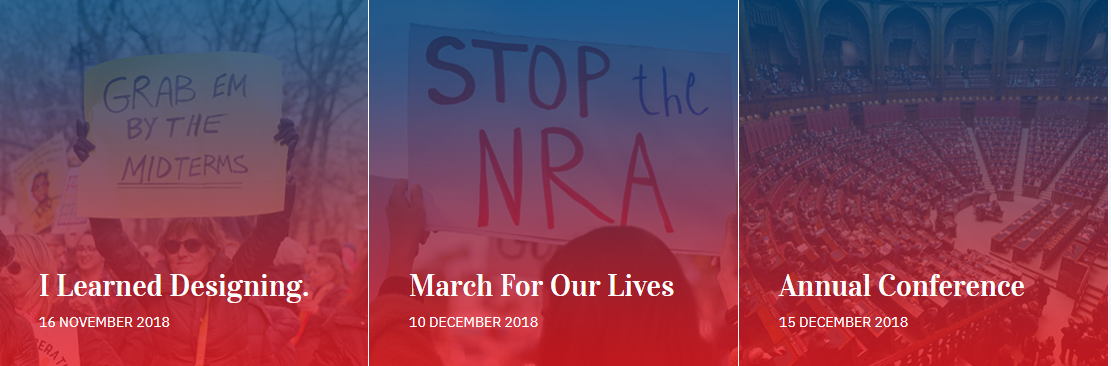 GRAB EM
BY THE
MIDTERMS
I Learned Designing.
16 NOVEMBER 2018
STOP the
NRA
March For Our Lives
10 DECEMBER 2018
Annual Conference
15 DECEMBER 2018